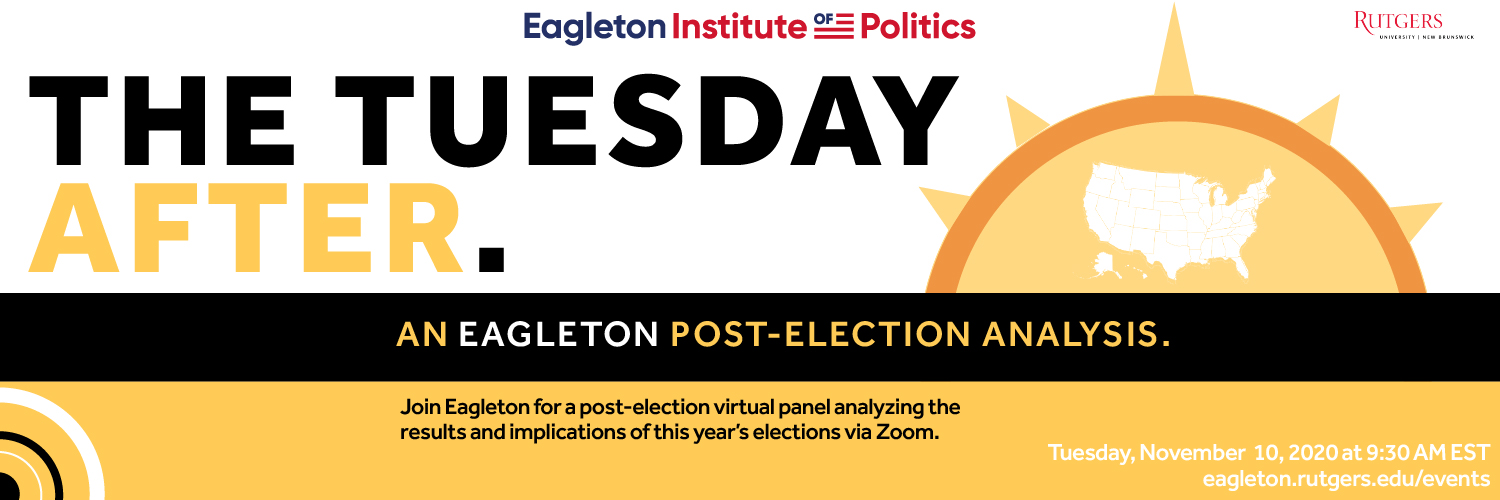 Eagleton Institute OF Politics
RUTGERS
UNIVERSITY | NEW BRUNSWICK
THE TUESDAY
AFTER.
AN EAGLETON POST-ELECTION ANALYSIS.
Join Eagleton for a post-election virtual panel analyzing the
results and implications of this year's elections via Zoom.
Tuesday, November 10, 2020 at 9:30 AM EST
eagleton.rutgers.edu/events